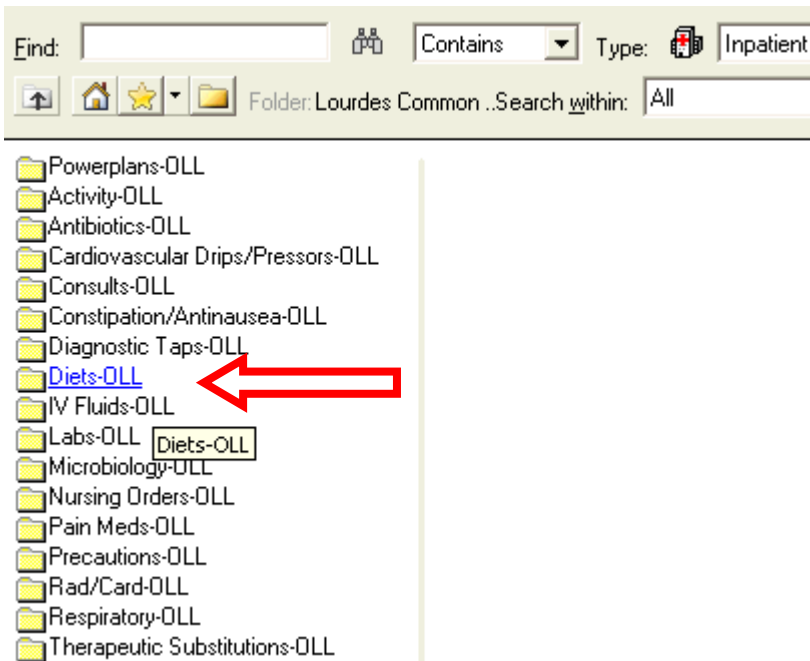 Find: Contains Type: Inpatient
Folder: Lourdes Common ..Search within: All
Powerplans-OLL
Activity-OLL
Antibiotics-OLL
Cardiovascular Drips/Pressors-OLL
Consults-OLL
Constipation/Antinausea-OLL
Diagnostic Taps-OLL
Diets-OLL
IV Fluids-OLL
Labs-OLL
Diets-OLL
Microbiology-OLL
Nursing Orders-OLL
Pain Meds-OLL
Precautions-OLL
Rad/Card-OLL
Respiratory-OLL
Therapeutic Substitutions-OLL